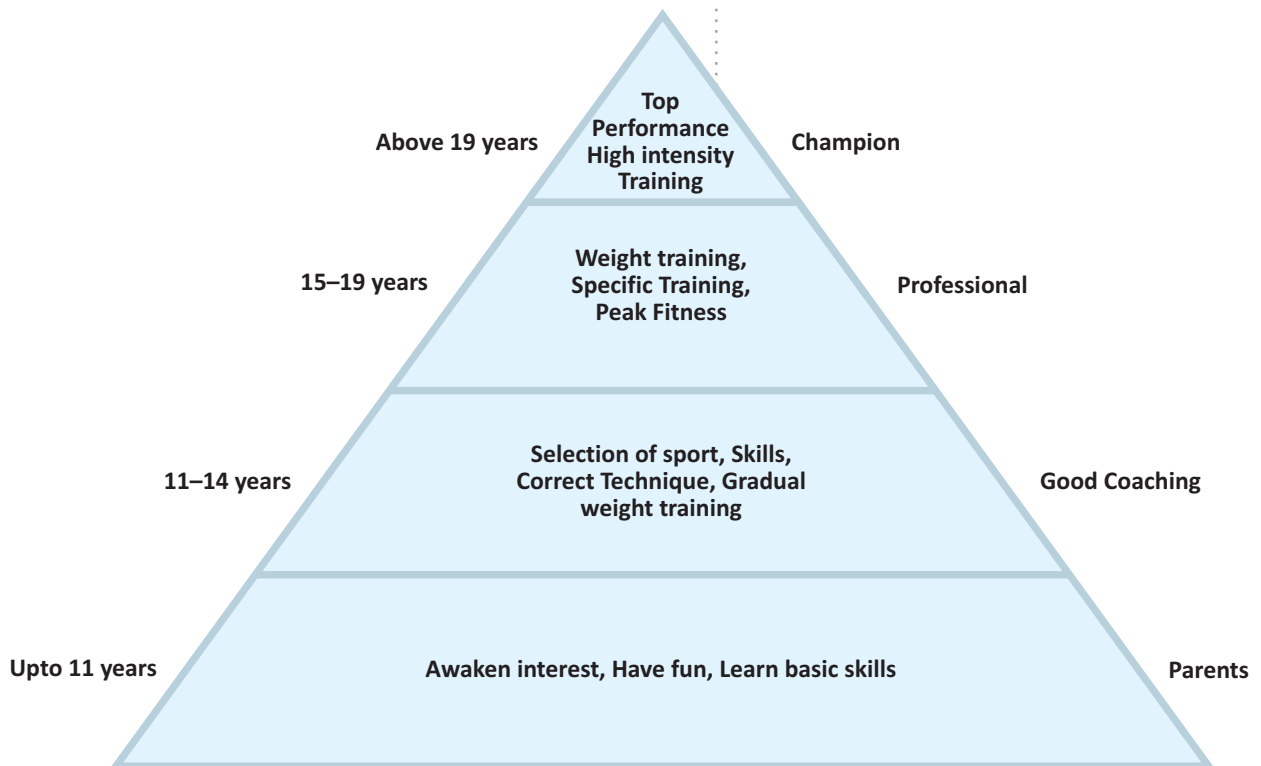 Above 19 years
Top
Performance
High intensity
Training
Champion
15–19 years
Weight training,
Specific Training,
Peak Fitness
Professional
11–14 years
Selection of sport, Skills,
Correct Technique, Gradual
weight training
Good Coaching
Upto 11 years
Awaken interest, Have fun, Learn basic skills
Parents